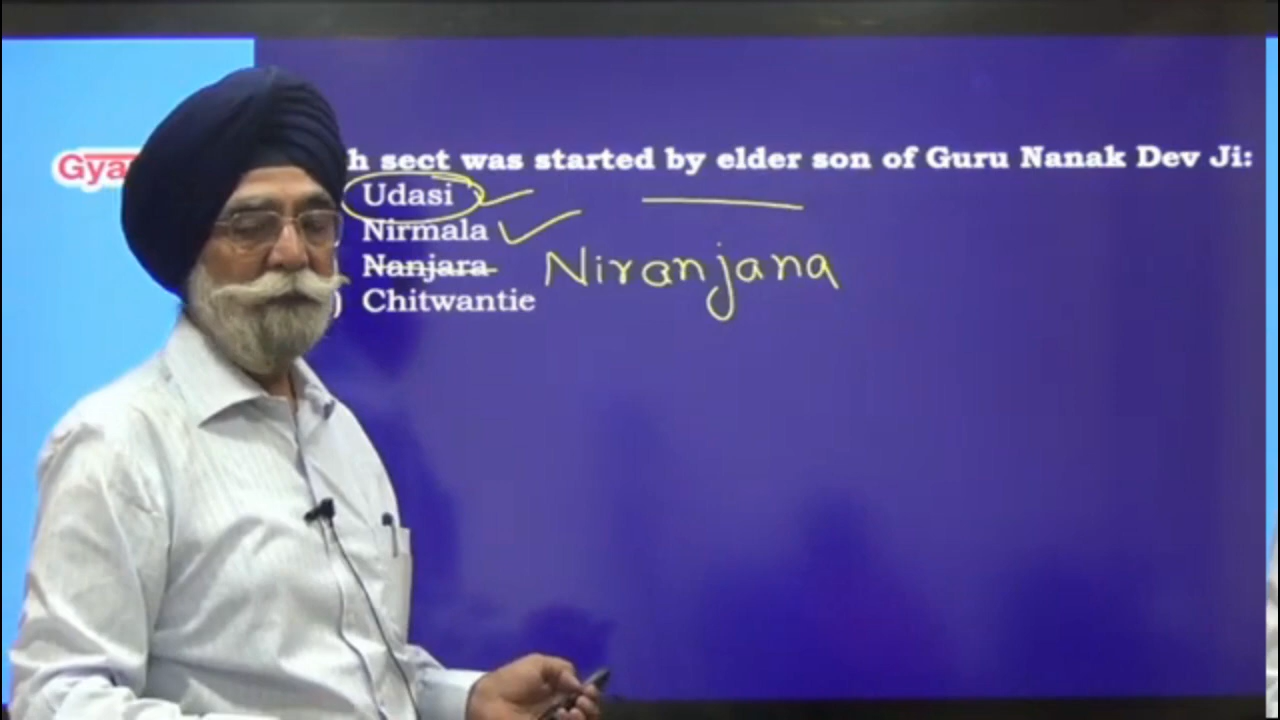 Gya
h sect was started by elder son of Guru Nanak Dev Ji:
Udasi
Nirmala
Nanjara Niranjana
) Chitwantie